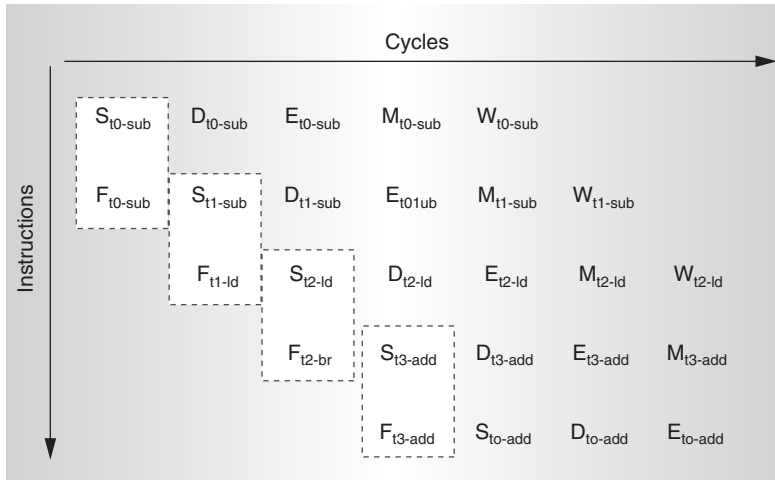 Cycles
Instructions
St0-sub Dt0-sub Et0-sub Mt0-sub Wt0-sub
Ft0-sub St1-sub Dt1-sub Et01ub Mt1-sub Wt1-sub
Ft1-ld St2-ld Dt2-ld Et2-ld Mt2-ld Wt2-ld
Ft2-br St3-add Dt3-add Et3-add Mt3-add
Ft3-add Sto-add Dto-add Eto-add